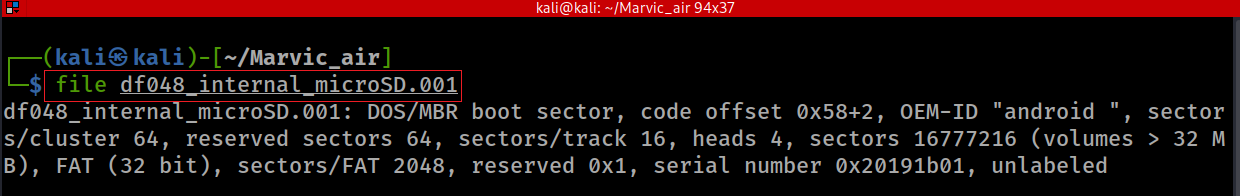 kali@kali: ~/Marvic_air 94x37
┌──(kali㉿kali)-[~/Marvic_air]
└─$ file df048_internal_microSD.001
df048_internal_microSD.001: DOS/MBR boot sector, code offset 0x58+2, OEM-ID "android ", sector
s/cluster 64, reserved sectors 64, sectors/track 16, heads 4, sectors 16777216 (volumes > 32 M
B), FAT (32 bit), sectors/FAT 2048, reserved 0x1, serial number 0x20191b01, unlabeled